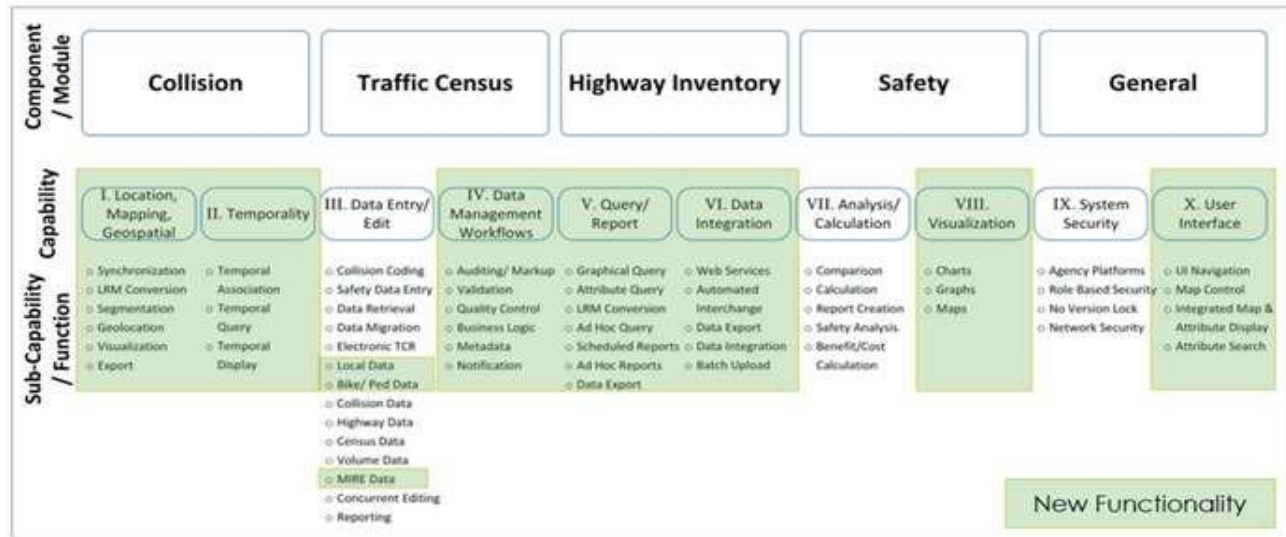 Component
/ Module
Collision
Traffic Census
Highway Inventory
Safety
General
Capability
I. Location,
Mapping,
Geospatial
II. Temporality
III. Data Entry/
Edit
IV. Data
Management
Workflows
V. Query/
Report
VI. Data
Integration
VII. Analysis/
Calculation
VIII.
Visualization
IX. System
Security
X. User
Interface
Sub-Capability
/ Function
○ Synchronization
○ LRM Conversion
○ Segmentation
○ Geolocation
○ Visualization
○ Export
○ Temporal
Association
○ Temporal
Query
○ Temporal
Display
○ Collision Coding
○ Safety Data Entry
○ Data Retrieval
○ Data Migration
○ Electronic TCR
○ Local Data
○ Bike/ Ped Data
○ Collision Data
○ Highway Data
○ Census Data
○ Volume Data
○ MIRE Data
○ Concurrent Editing
○ Reporting
○ Auditing/ Markup
○ Validation
○ Quality Control
○ Business Logic
○ Metadata
○ Notification
○ Graphical Query
○ Attribute Query
○ LRM Conversion
○ Ad Hoc Query
○ Scheduled Reports
○ Ad Hoc Reports
○ Data Export
○ Web Services
○ Automated
Interchange
○ Data Export
○ Data Integration
○ Batch Upload
○ Comparison
○ Calculation
○ Report Creation
○ Safety Analysis
○ Benefit/Cost
Calculation
○ Charts
○ Graphs
○ Maps
○ Agency Platforms
○ Role Based Security
○ No Version Lock
○ Network Security
○ UI Navigation
○ Map Control
○ Integrated Map &
Attribute Display
○ Attribute Search
New Functionality